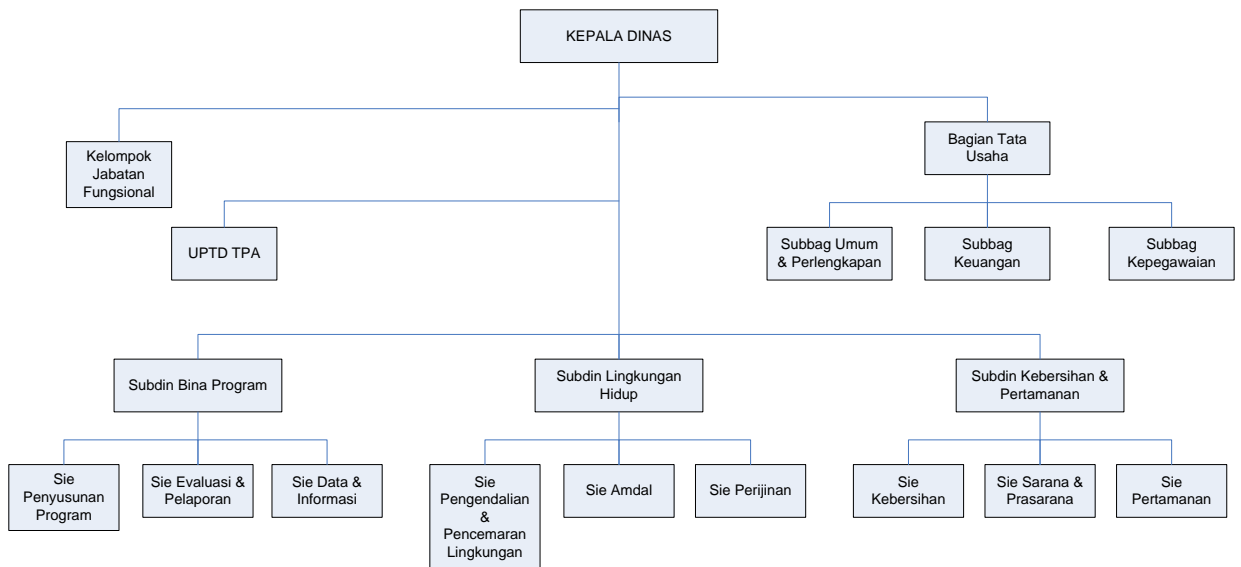 KEPALA DINAS
Kelompok
Jabatan
Fungsional
Bagian Tata
Usaha
UPTD TPA
Subbag Umum
& Perlengkapan
Subbag
Keuangan
Subbag
Kepegawaian
Subdin Bina Program
Subdin Lingkungan
Hidup
Subdin Kebersihan &
Pertamanan
Sie
Penyusunan
Program
Sie Evaluasi &
Pelaporan
Sie Data &
Informasi
Sie
Pengendalian
&
Pencemaran
Lingkungan
Sie Amdal
Sie Perijinan
Sie
Kebersihan
Sie Sarana &
Prasarana
Sie
Pertamanan